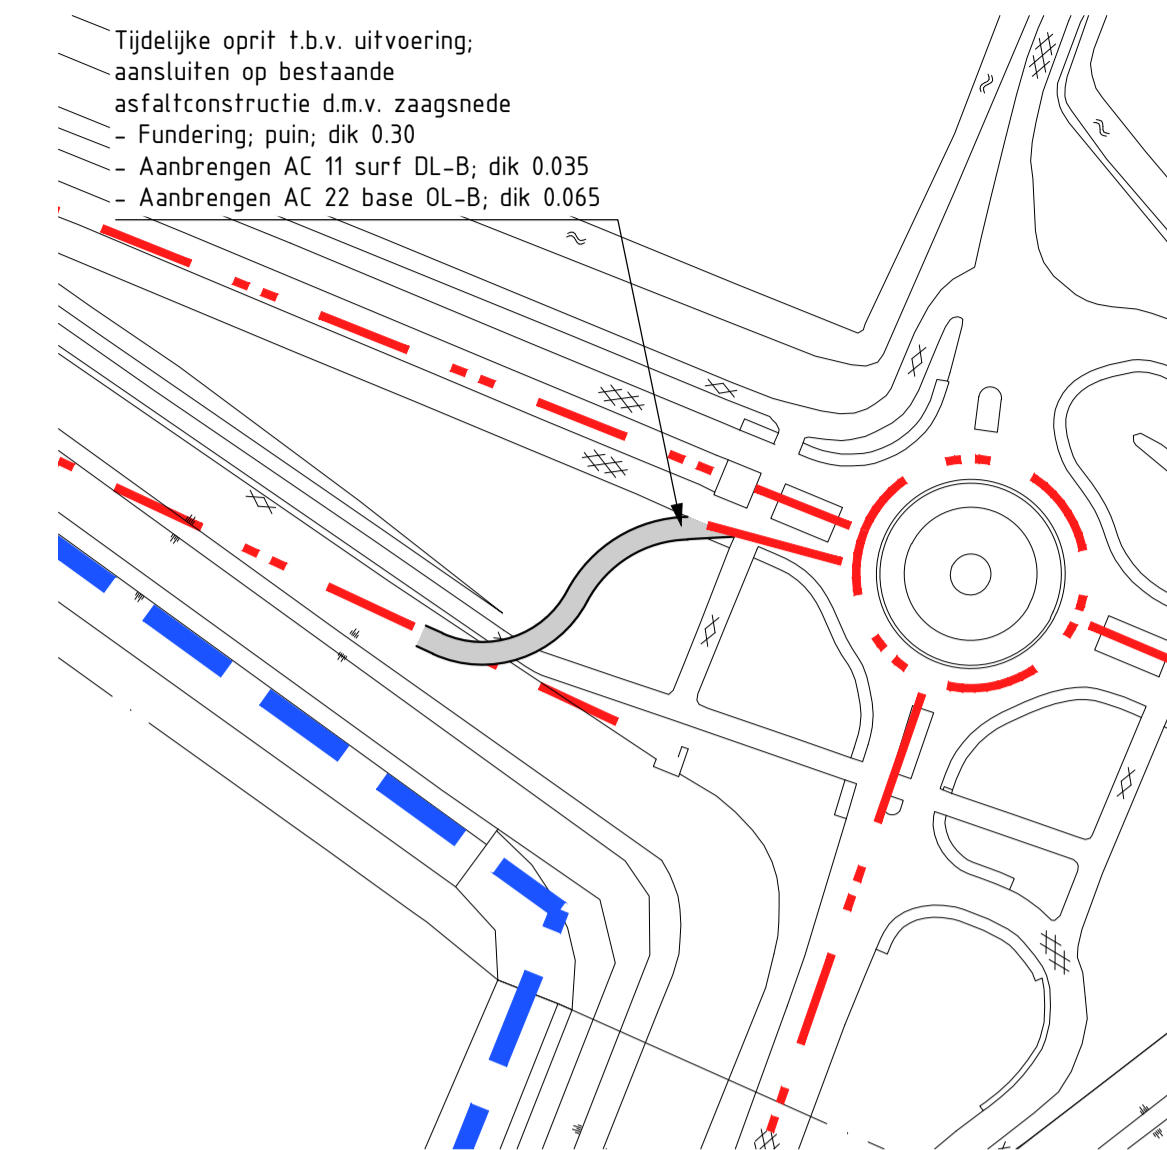 Tijdelijke oprit t.b.v. uitvoering;
aansluiten op bestaande
asfaltconstructie d.m.v. zaagsnede
- Fundering; puin; dik 0.30
- Aanbrengen AC 11 surf DL-B; dik 0.035
- Aanbrengen AC 22 base OL-B; dik 0.065